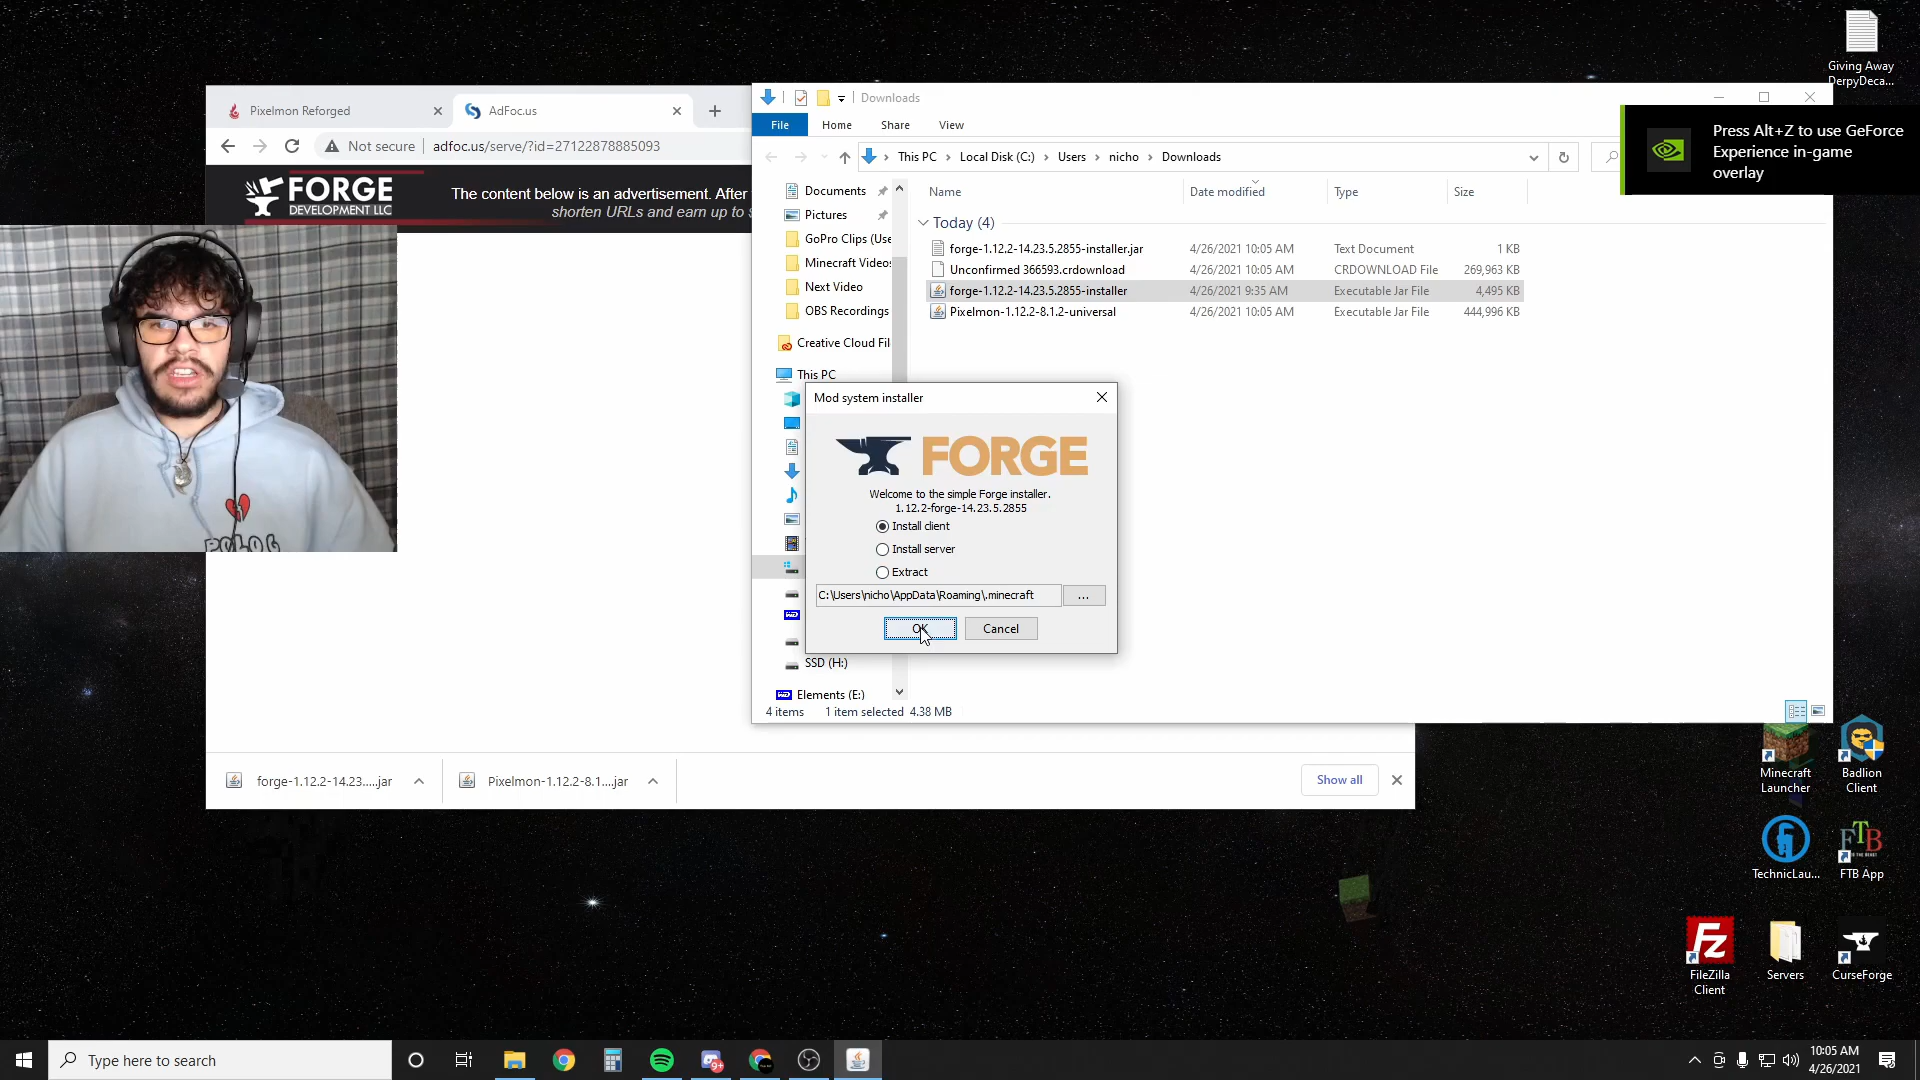 Giving Away
DerpyDeca...
Press Alt+Z to use GeForce
Experience in-game
overlay
Pixelmon Reforged
AdFoc.us
Not secure
adfoc.us/serve/?id=27122878885093
FORGE
DEVELOPMENT LLC
The content below is an advertisement. After
shorten URLs and earn up to
Downloads
File
Home
Share
View
This PC
Local Disk (C:)
Users
nicho
Downloads
Documents
Pictures
GoPro Clips (Use
Minecraft Videos
Next Video
OBS Recordings
Creative Cloud Fil
This PC
SSD (H:)
Elements (E:)
Name
Date modified
Type
Size
Today (4)
forge-1.12.2-14.23.5.2855-installer.jar 4/26/2021 10:05 AM Text Document 1 KB
Unconfirmed 366593.crdownload 4/26/2021 10:05 AM CRDOWNLOAD File 269,963 KB
forge-1.12.2-14.23.5.2855-installer 4/26/2021 9:35 AM Executable Jar File 4,495 KB
Pixelmon-1.12.2-8.1.2-universal 4/26/2021 10:05 AM Executable Jar File 444,996 KB
Mod system installer
FORGE
Welcome to the simple Forge installer.
1.12.2-forge-14.23.5.2855
Install client
Install server
Extract
C:\Users\nicho\AppData\Roaming\.minecraft
...
OK
Cancel
4 items
1 item selected 4.38 MB
POLO G
forge-1.12.2-14.23.....jar
Pixelmon-1.12.2-8.1....jar
Show all
Minecraft
Launcher
Badlion
Client
TechnicLau...
FTB
FTB App
Fz
FileZilla
Client
Servers
CurseForge
Type here to search
9+
10:05 AM
4/26/2021